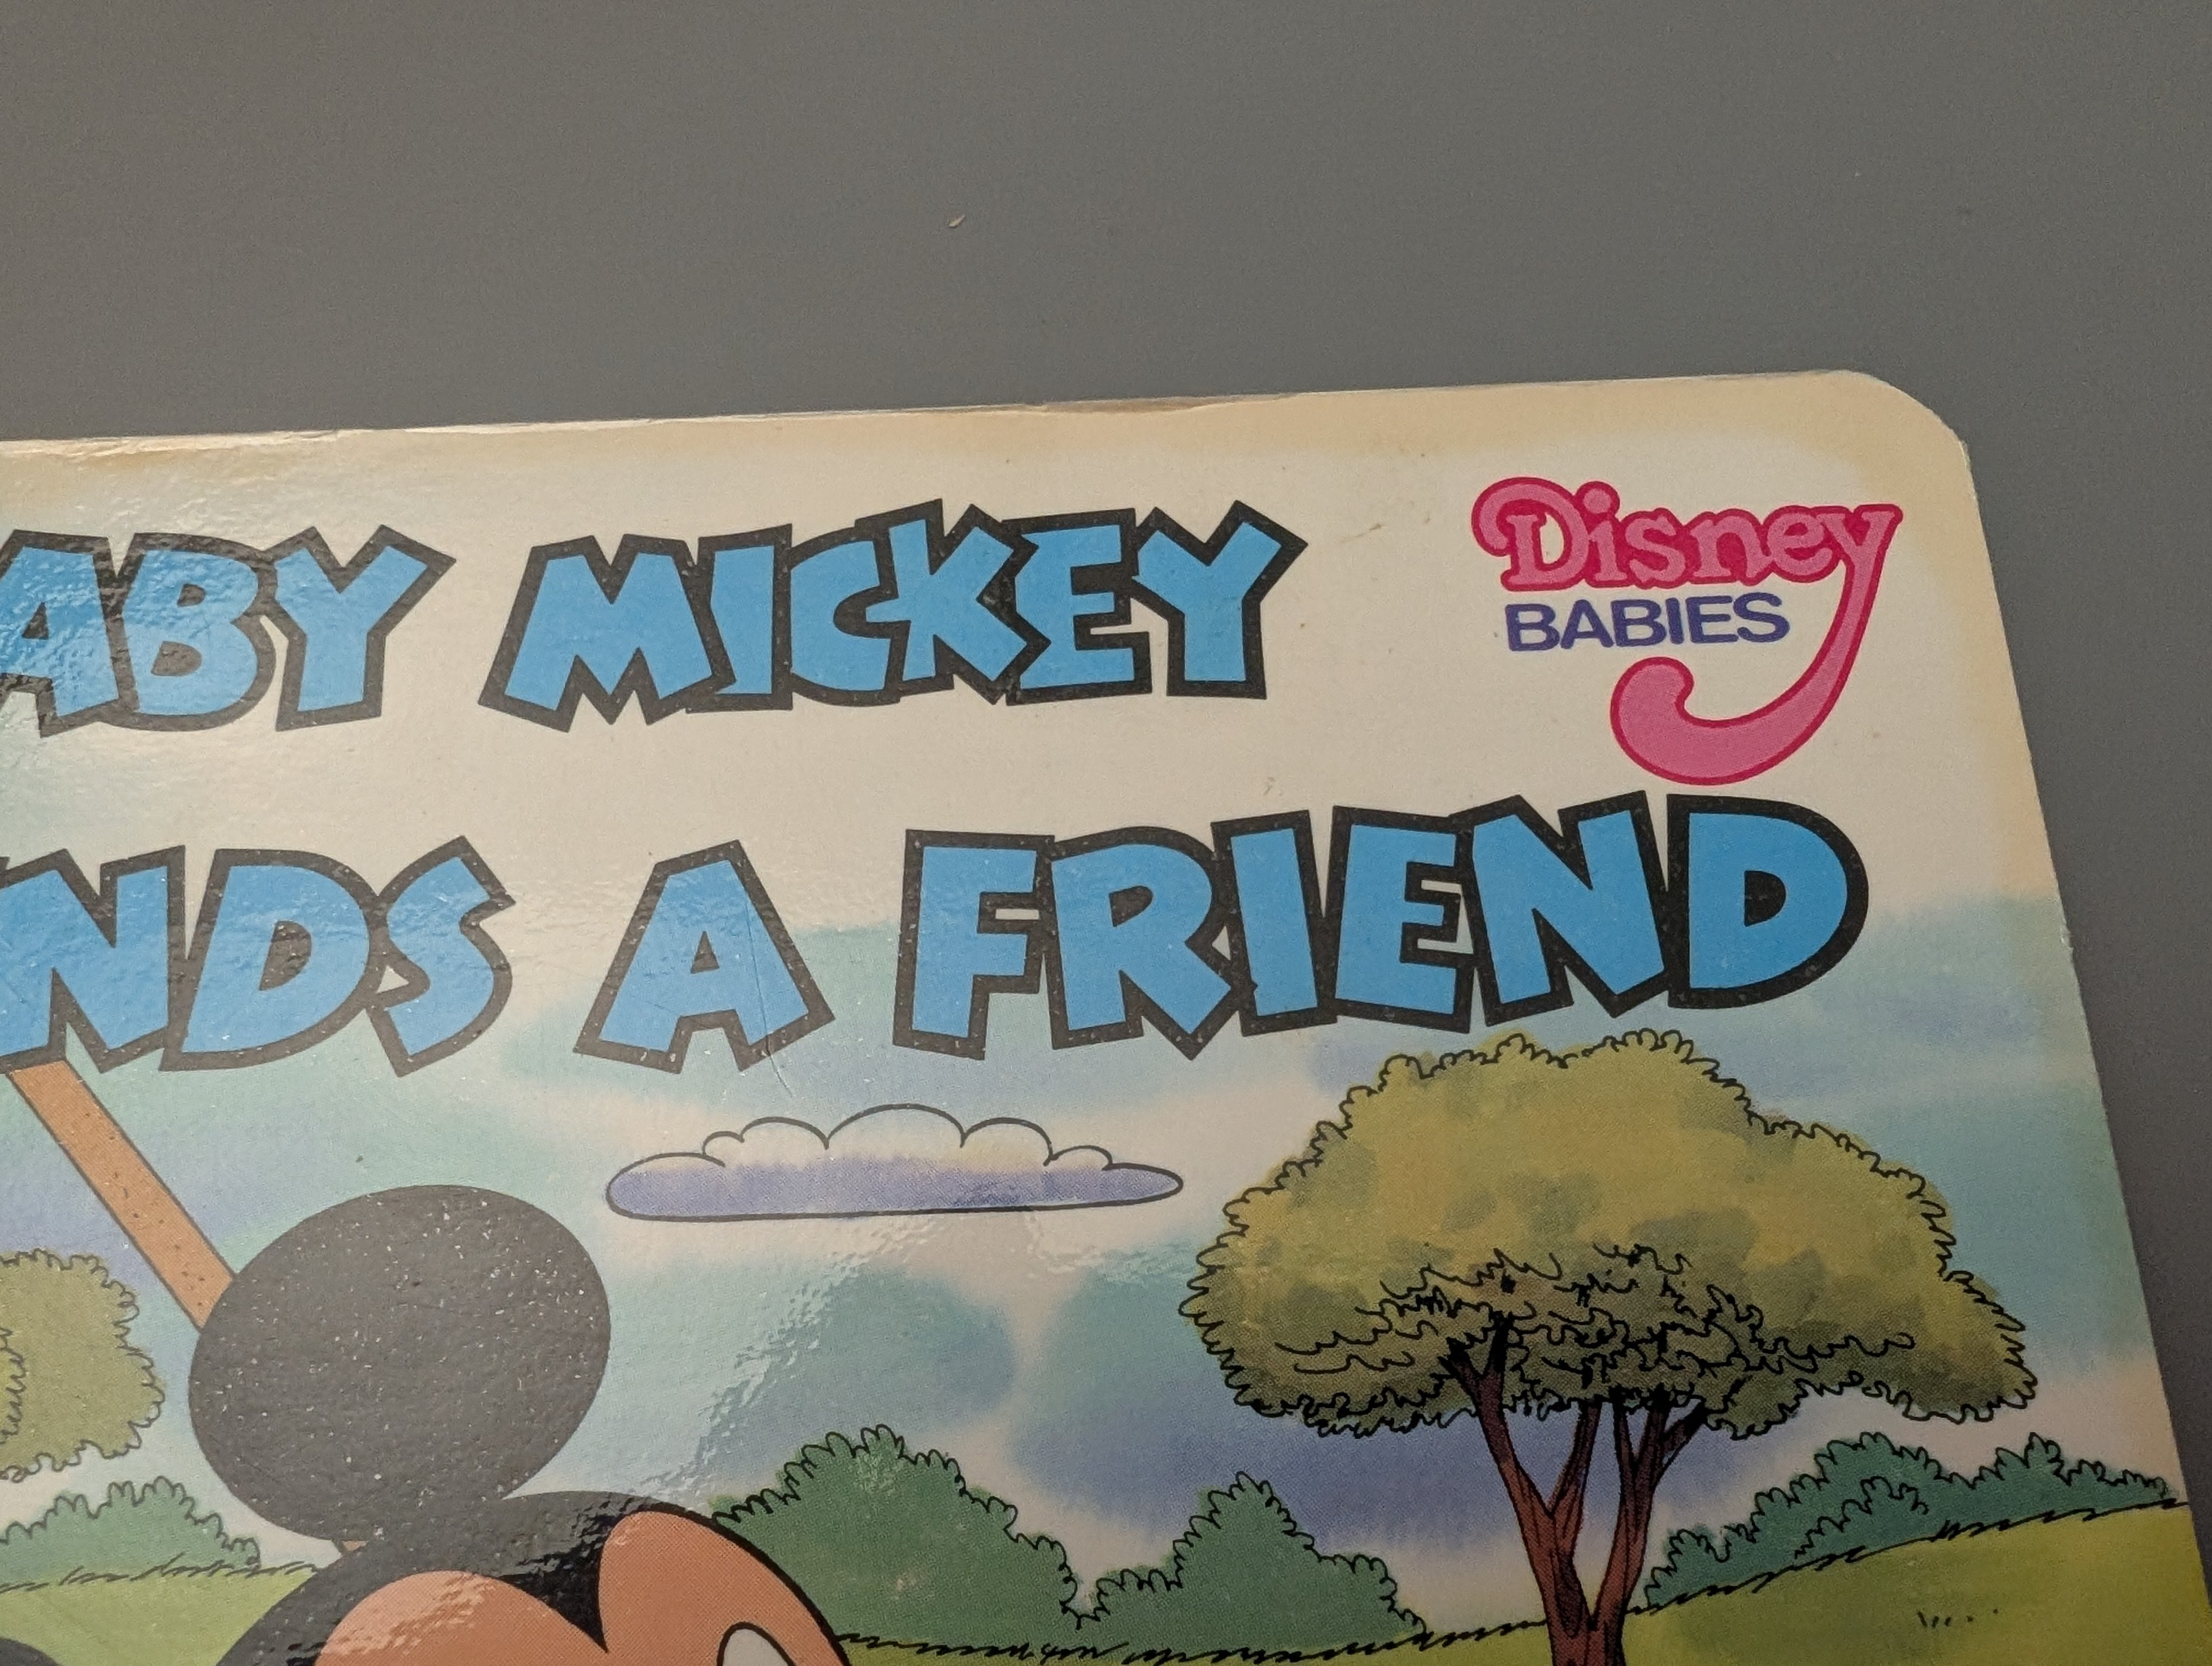 ABY MICKEY
Disney
BABIES
NDS A FRIEND